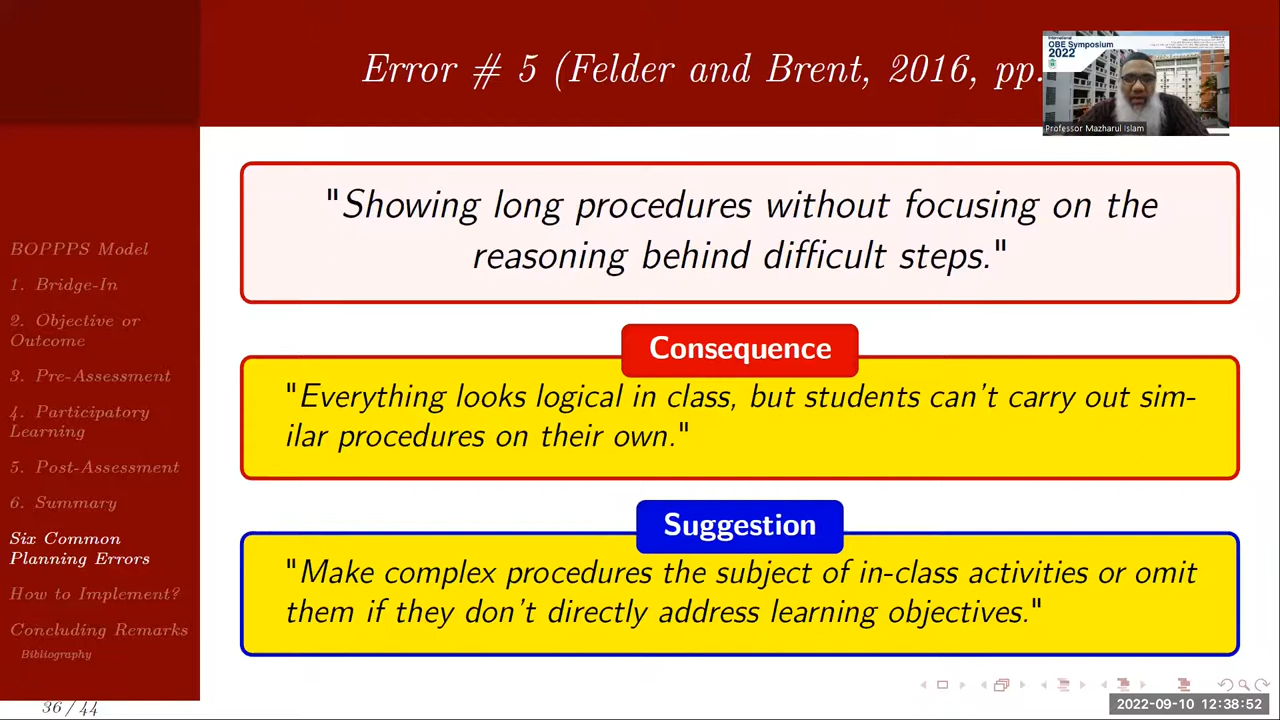 Error # 5 (Felder and Brent, 2016, pp.
International
OBE Symposium
2022
Professor Mazharul Islam
BOPPPS Model
1. Bridge-In
2. Objective or
Outcome
3. Pre-Assessment
4. Participatory
Learning
5. Post-Assessment
6. Summary
Six Common
Planning Errors
How to Implement?
Concluding Remarks
Bibliography
36 / 44
"Showing long procedures without focusing on the
reasoning behind difficult steps."
Consequence
"Everything looks logical in class, but students can't carry out sim-
ilar procedures on their own."
Suggestion
"Make complex procedures the subject of in-class activities or omit
them if they don't directly address learning objectives."
2022-09-10 12:38:52